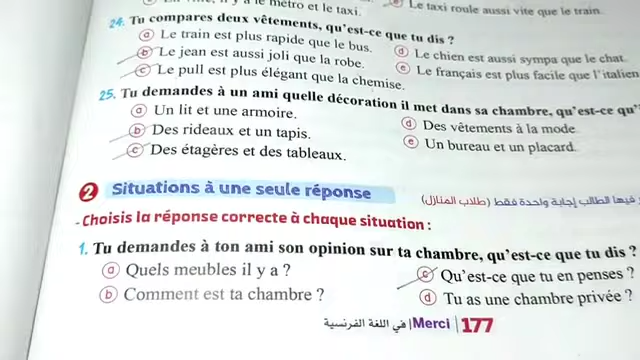 le métro et le taxi.
Le taxi roule aussi vite que le train.
24. Tu compares deux vêtements, qu'est-ce que tu dis ?
ⓐ Le train est plus rapide que le bus.
ⓑ Le jean est aussi joli que la robe.
ⓒ Le pull est plus élégant que la chemise.
ⓓ Le chien est aussi sympa que le chat.
ⓔ Le français est plus facile que l'italien
25. Tu demandes à un ami quelle décoration il met dans sa chambre, qu'est-ce qu'
ⓐ Un lit et une armoire.
ⓑ Des rideaux et un tapis.
ⓒ Des étagères et des tableaux.
ⓓ Des vêtements à la mode.
ⓔ Un bureau et un placard.
2 Situations à une seule réponse
فيها الطالب إجابة واحدة فقط (طلاب المنازل)
- Choisis la réponse correcte à chaque situation :
1. Tu demandes à ton ami son opinion sur ta chambre, qu'est-ce que tu dis ?
ⓐ Quels meubles il y a ?
ⓑ Comment est ta chambre ?
ⓒ Qu'est-ce que tu en penses ?
ⓓ Tu as une chambre privée ?
في اللغة الفرنسية | Merci | 177